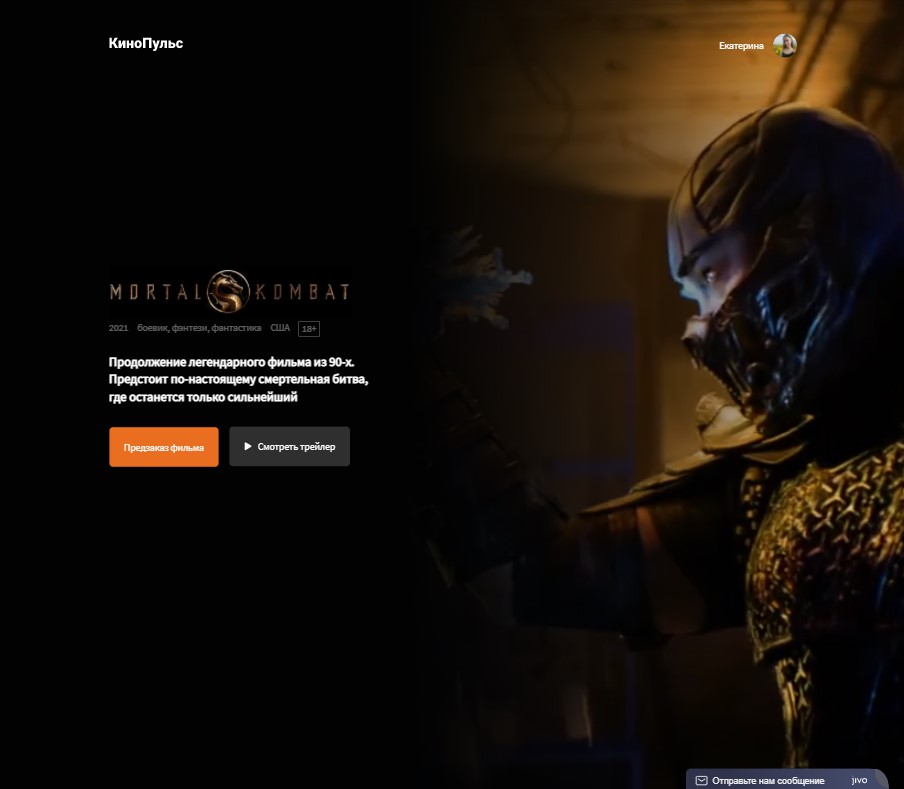 КиноПульс
Екатерина
MORTAL KOMBAT
2021 боевик, фэнтези, фантастика США 18+
Продолжение легендарного фильма из 90-х.
Предстоит по-настоящему смертельная битва,
где останется только сильнейший
Предзаказ фильма
Смотреть трейлер
Отправьте нам сообщение jivo